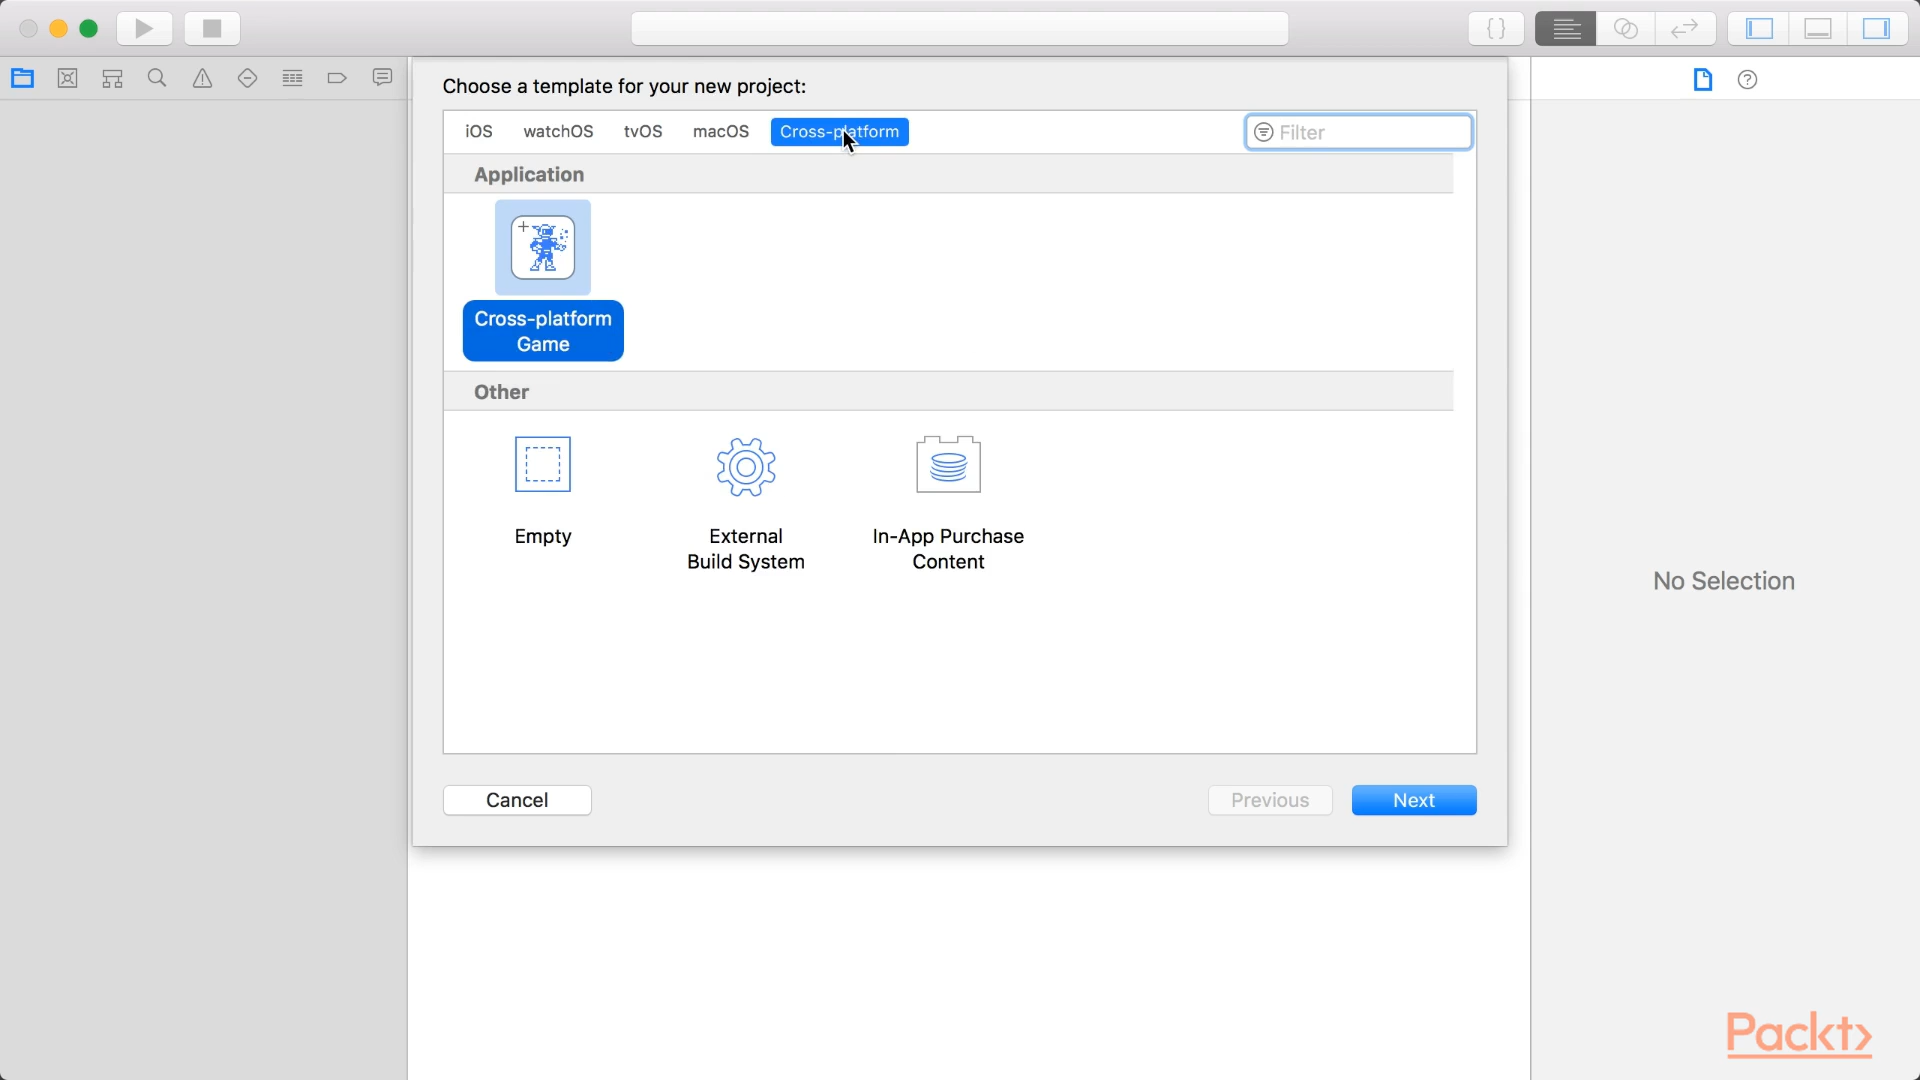 { }
Choose a template for your new project:
iOS watchOS tvOS macOS Cross-platform Filter
Application
Cross-platform
Game
Other
Empty
External
Build System
In-App Purchase
Content
Cancel Previous Next
No Selection
Packt>